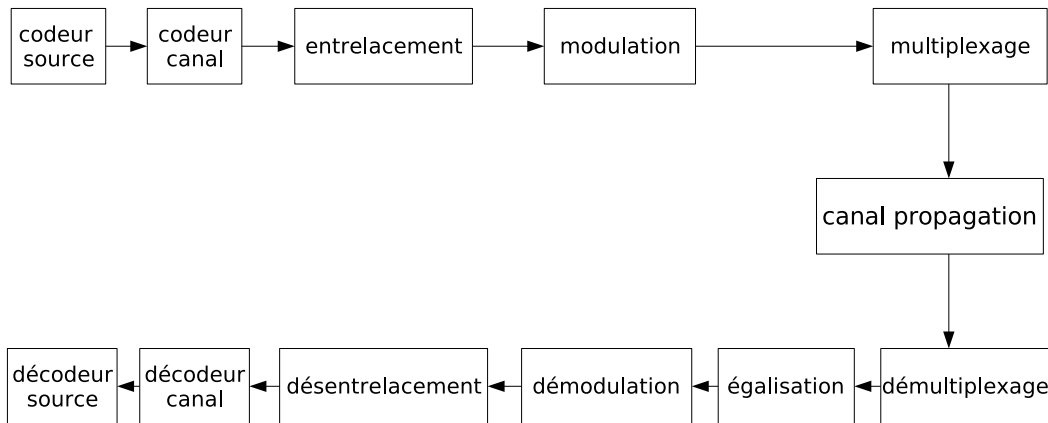 codeur
source
codeur
canal
entrelacement
modulation
multiplexage
canal propagation
décodeur
source
décodeur
canal
désentrelacement
démodulation
égalisation
démultiplexage